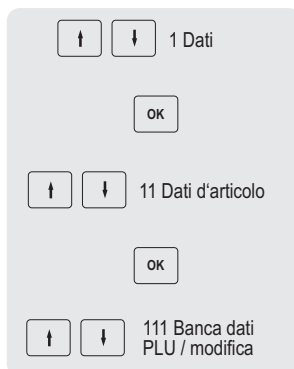 1 Dati
OK
11 Dati d‘articolo
OK
111 Banca dati
PLU / modifica